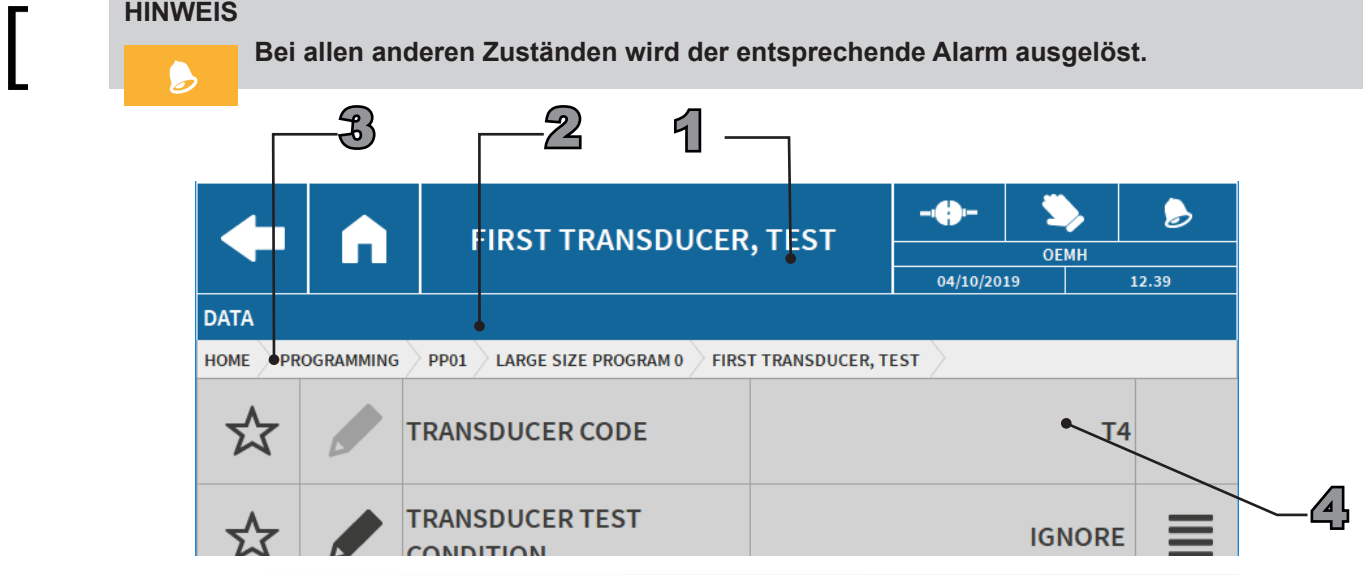 HINWEIS
Bei allen anderen Zuständen wird der entsprechende Alarm ausgelöst.
3 2 1
FIRST TRANSDUCER, TEST
OEMH
04/10/2019 12.39
DATA
HOME PROGRAMMING PP01 LARGE SIZE PROGRAM 0 FIRST TRANSDUCER, TEST
TRANSDUCER CODE T4
4
TRANSDUCER TEST
CONDITION IGNORE